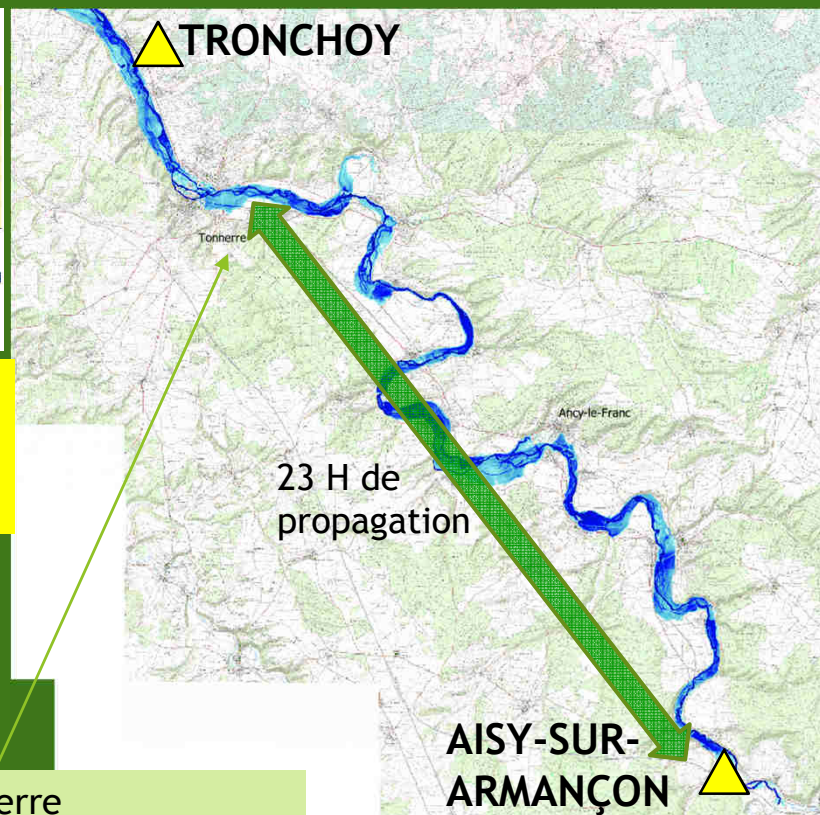 TRONCHOY
Tonnerre
Ancy-le-Franc
23 H de
propagation
AISY-SUR-
ARMANÇON
erre